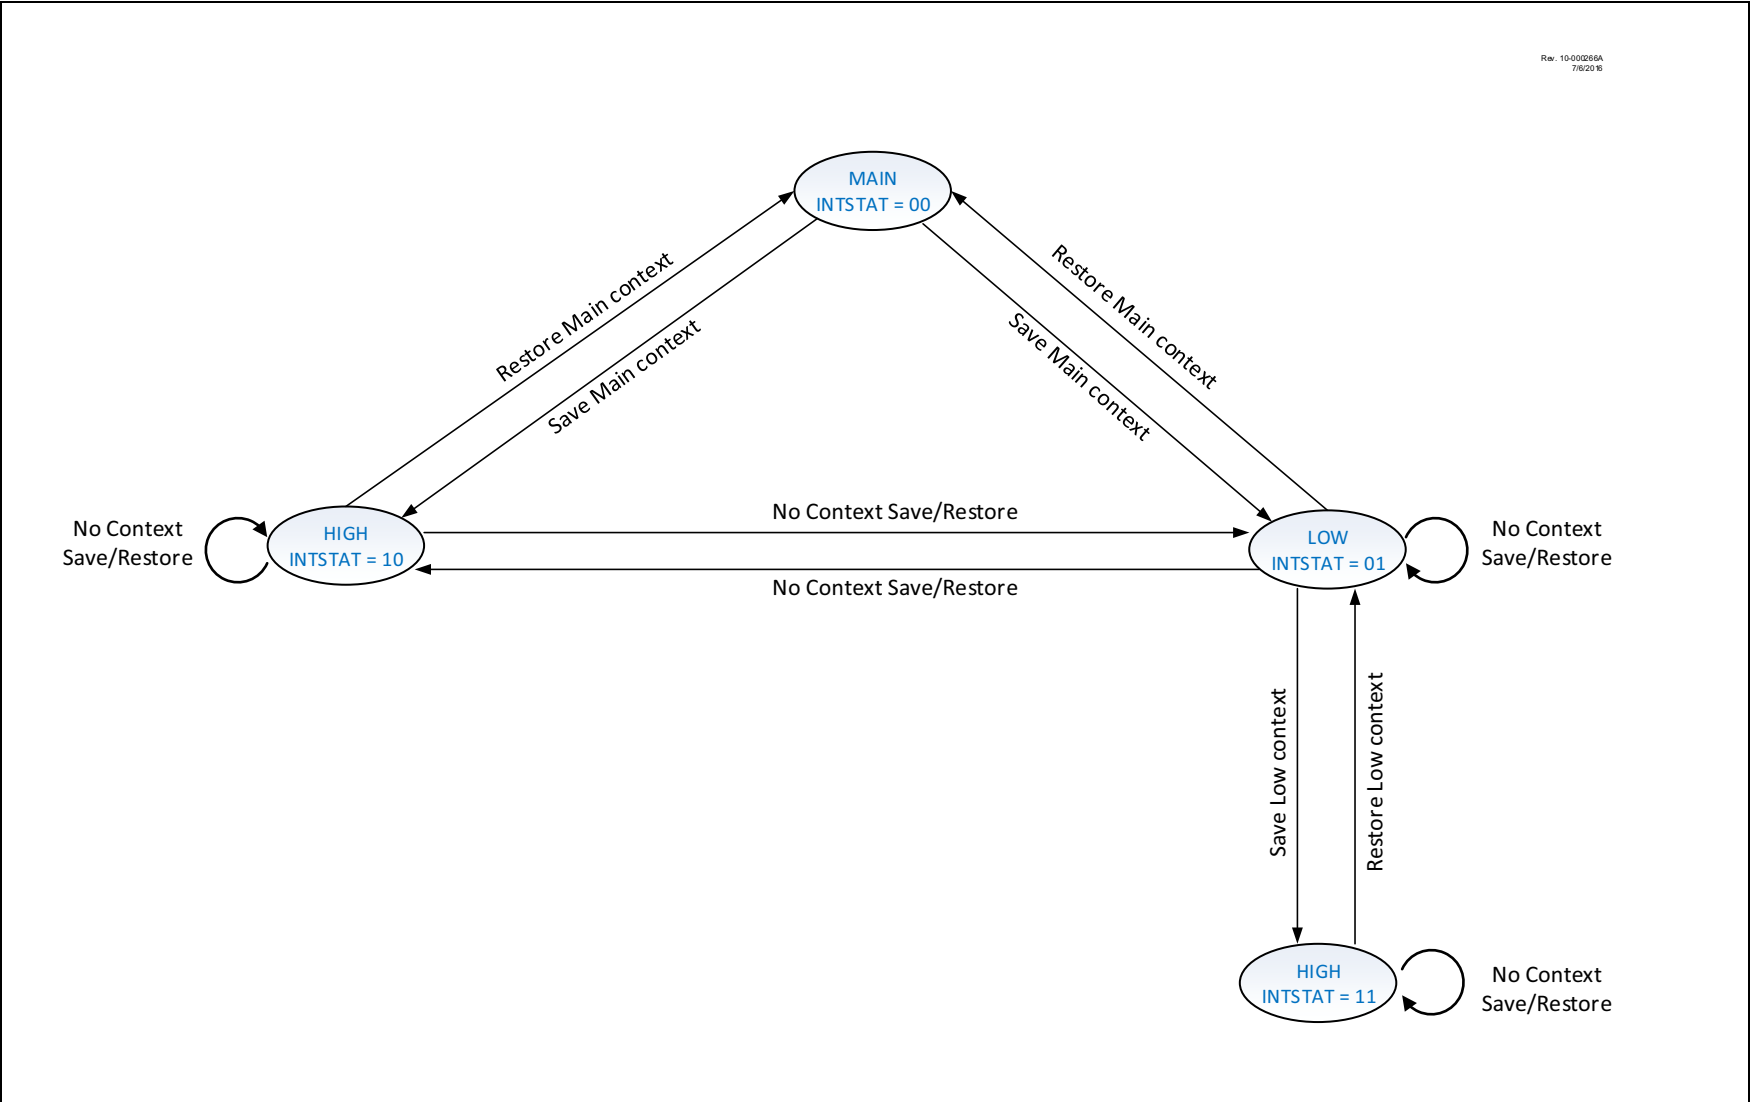 Rev. 10-000266A
7/6/2016
MAIN
INTSTAT = 00
Restore Main context
Save Main context
Save Main context
Restore Main context
No Context
Save/Restore
HIGH
INTSTAT = 10
No Context Save/Restore
No Context Save/Restore
LOW
INTSTAT = 01
No Context
Save/Restore
Save Low context
Restore Low context
HIGH
INTSTAT = 11
No Context
Save/Restore